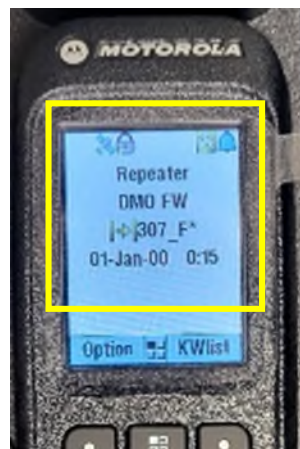 MOTOROLA
Repeater
DMO FW
307_F*
01-Jan-00 0:15
Option KWlist